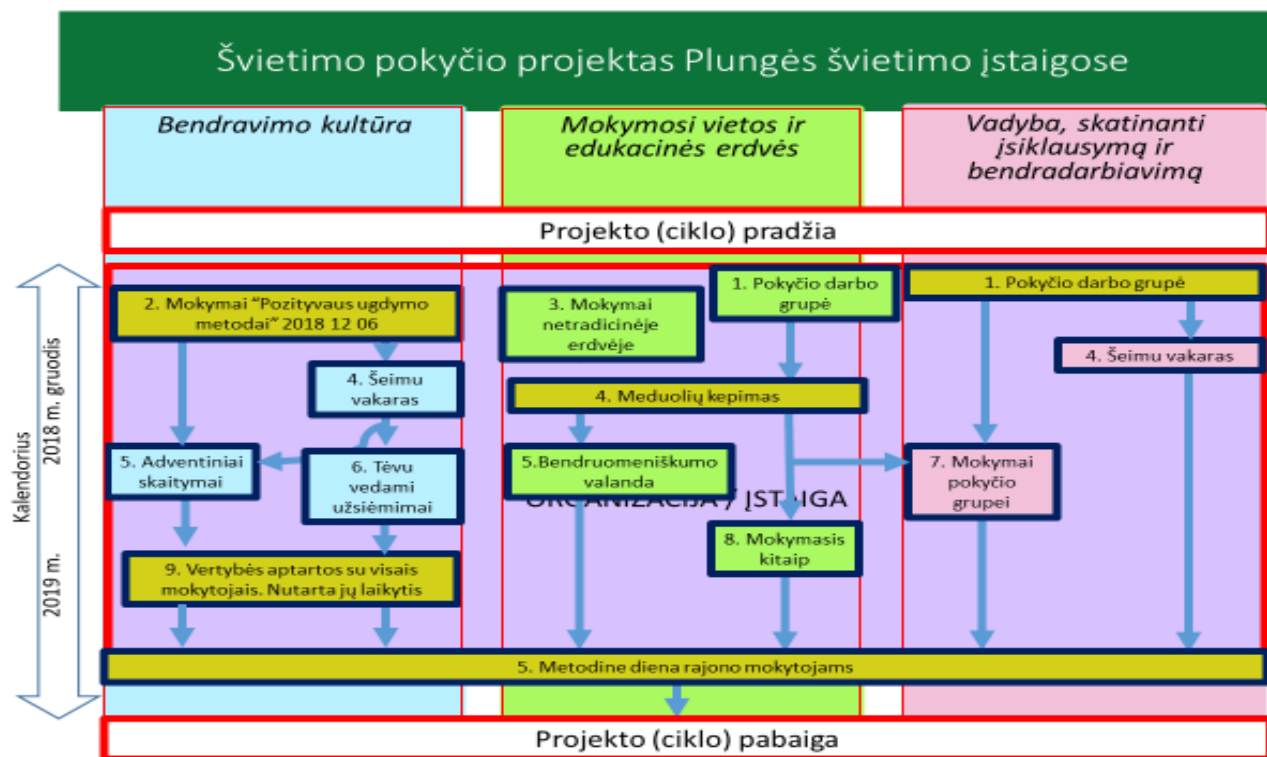 Švietimo pokyčio projektas Plungės švietimo įstaigose
Bendravimo kultūra
Mokymosi vietos ir
edukacinės erdvės
Vadyba, skatinanti
įsiklausymą ir
bendradarbiavimą
Projekto (ciklo) pradžia
Kalendorius
2018 m. gruodis
2019 m.
2. Mokymai "Pozityvaus ugdymo
metodai" 2018 12 06
3. Mokymai
netradicinėje
erdvėje
1. Pokyčio darbo
grupė
1. Pokyčio darbo grupė
4. Šeimu
vakaras
4. Šeimu vakaras
4. Meduolių kepimas
5. Adventiniai
skaitymai
6. Tėvu
vedami
užsiėmimai
5.Bendruomeniškumo
valanda
7. Mokymai
pokyčio
grupei
ORGANIZACIJA / ĮSTAIGA
8. Mokymasis
kitaip
9. Vertybės aptartos su visais
mokytojais. Nutarta jų laikytis
5. Metodine diena rajono mokytojams
Projekto (ciklo) pabaiga